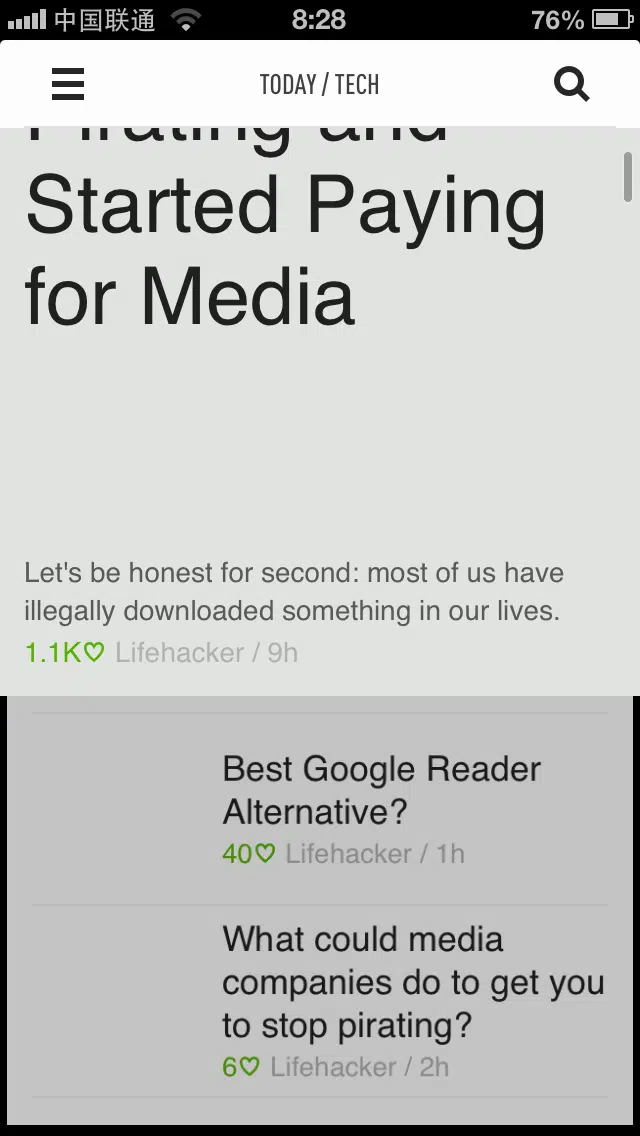 中国联通 8:28 76%
TODAY / TECH
Pirating and
Started Paying
for Media
Let's be honest for second: most of us have
illegally downloaded something in our lives.
1.1K♡ Lifehacker / 9h
Best Google Reader
Alternative?
40♡ Lifehacker / 1h
What could media
companies do to get you
to stop pirating?
6♡ Lifehacker / 2h